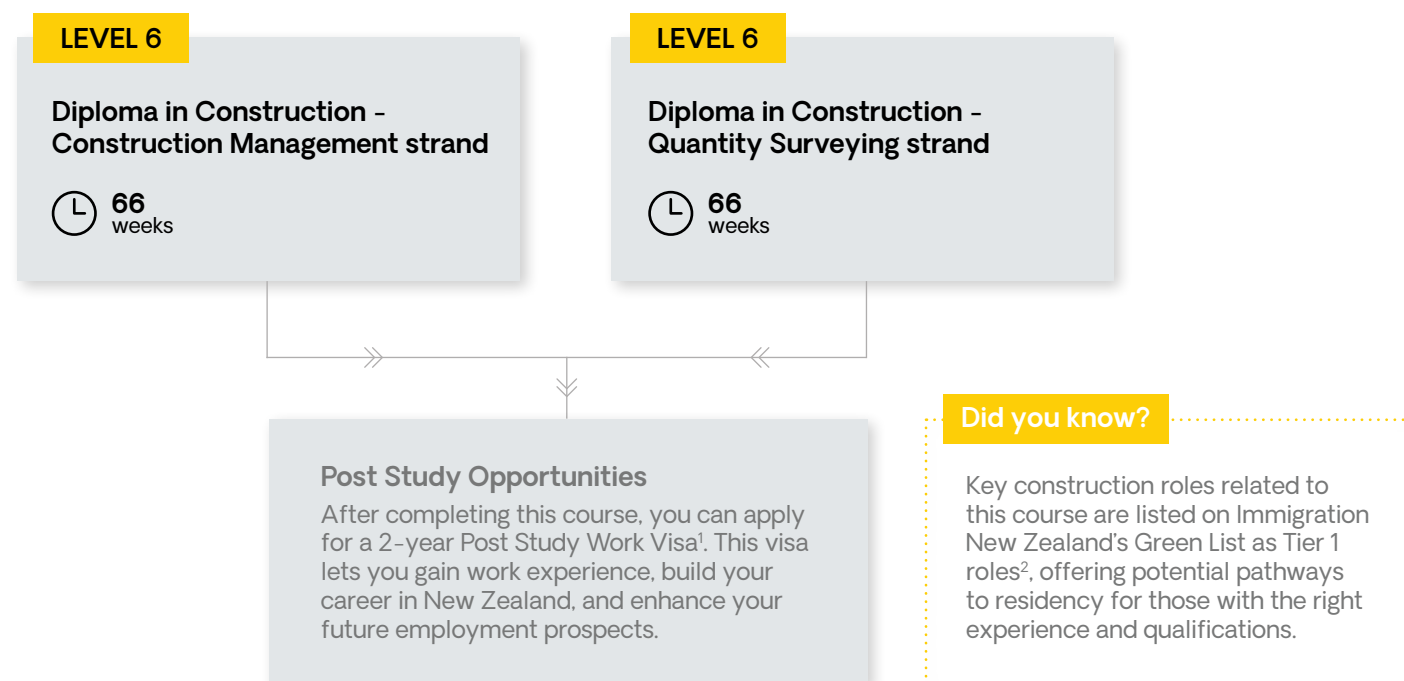 LEVEL 6
Diploma in Construction -
Construction Management strand
66
weeks
LEVEL 6
Diploma in Construction -
Quantity Surveying strand
66
weeks
Post Study Opportunities
After completing this course, you can apply
for a 2-year Post Study Work Visa¹. This visa
lets you gain work experience, build your
career in New Zealand, and enhance your
future employment prospects.
Did you know?
Key construction roles related to
this course are listed on Immigration
New Zealand's Green List as Tier 1
roles², offering potential pathways
to residency for those with the right
experience and qualifications.